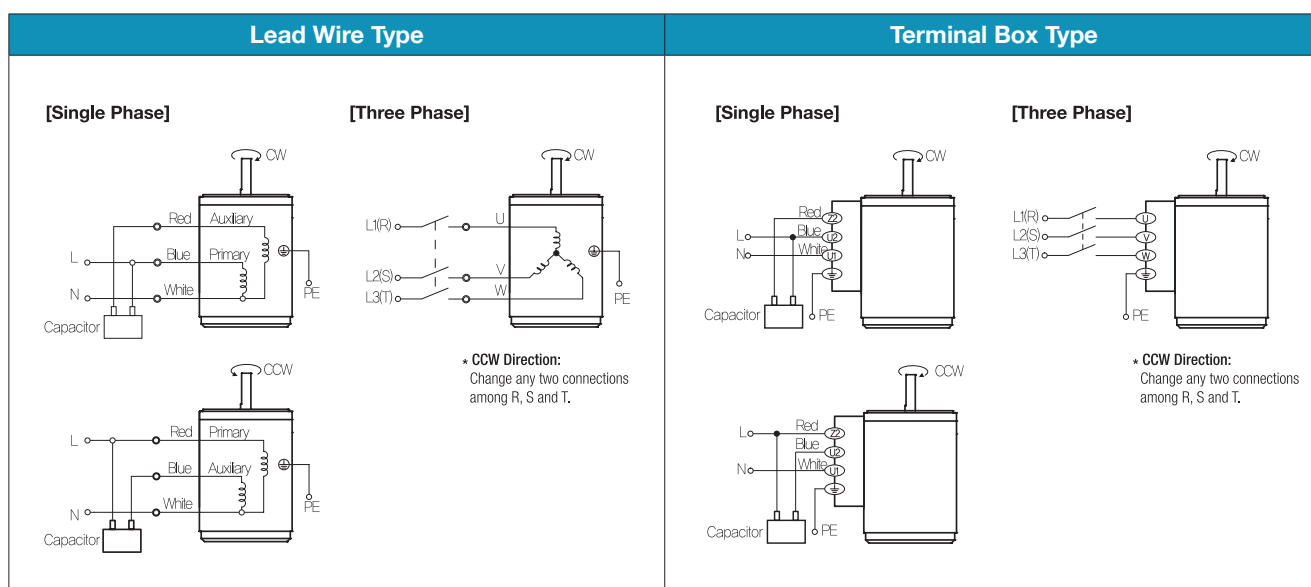 Lead Wire Type
[Single Phase]
CW
Red
Auxiliary
L
Blue
Primary
N
White
PE
Capacitor
CCW
L
Red
Primary
Blue
Auxiliary
N
White
PE
Capacitor
[Three Phase]
CW
L1(R)
U
L2(S)
V
L3(T)
W
PE
* CCW Direction:
Change any two connections
among R, S and T.
Terminal Box Type
[Single Phase]
CW
Red
Z2
L
Blue
U2
N
White
U1
Capacitor
PE
CCW
L
Red
Z2
Blue
U2
N
White
U1
Capacitor
PE
[Three Phase]
CW
L1(R)
U
L2(S)
V
L3(T)
W
PE
* CCW Direction:
Change any two connections
among R, S and T.